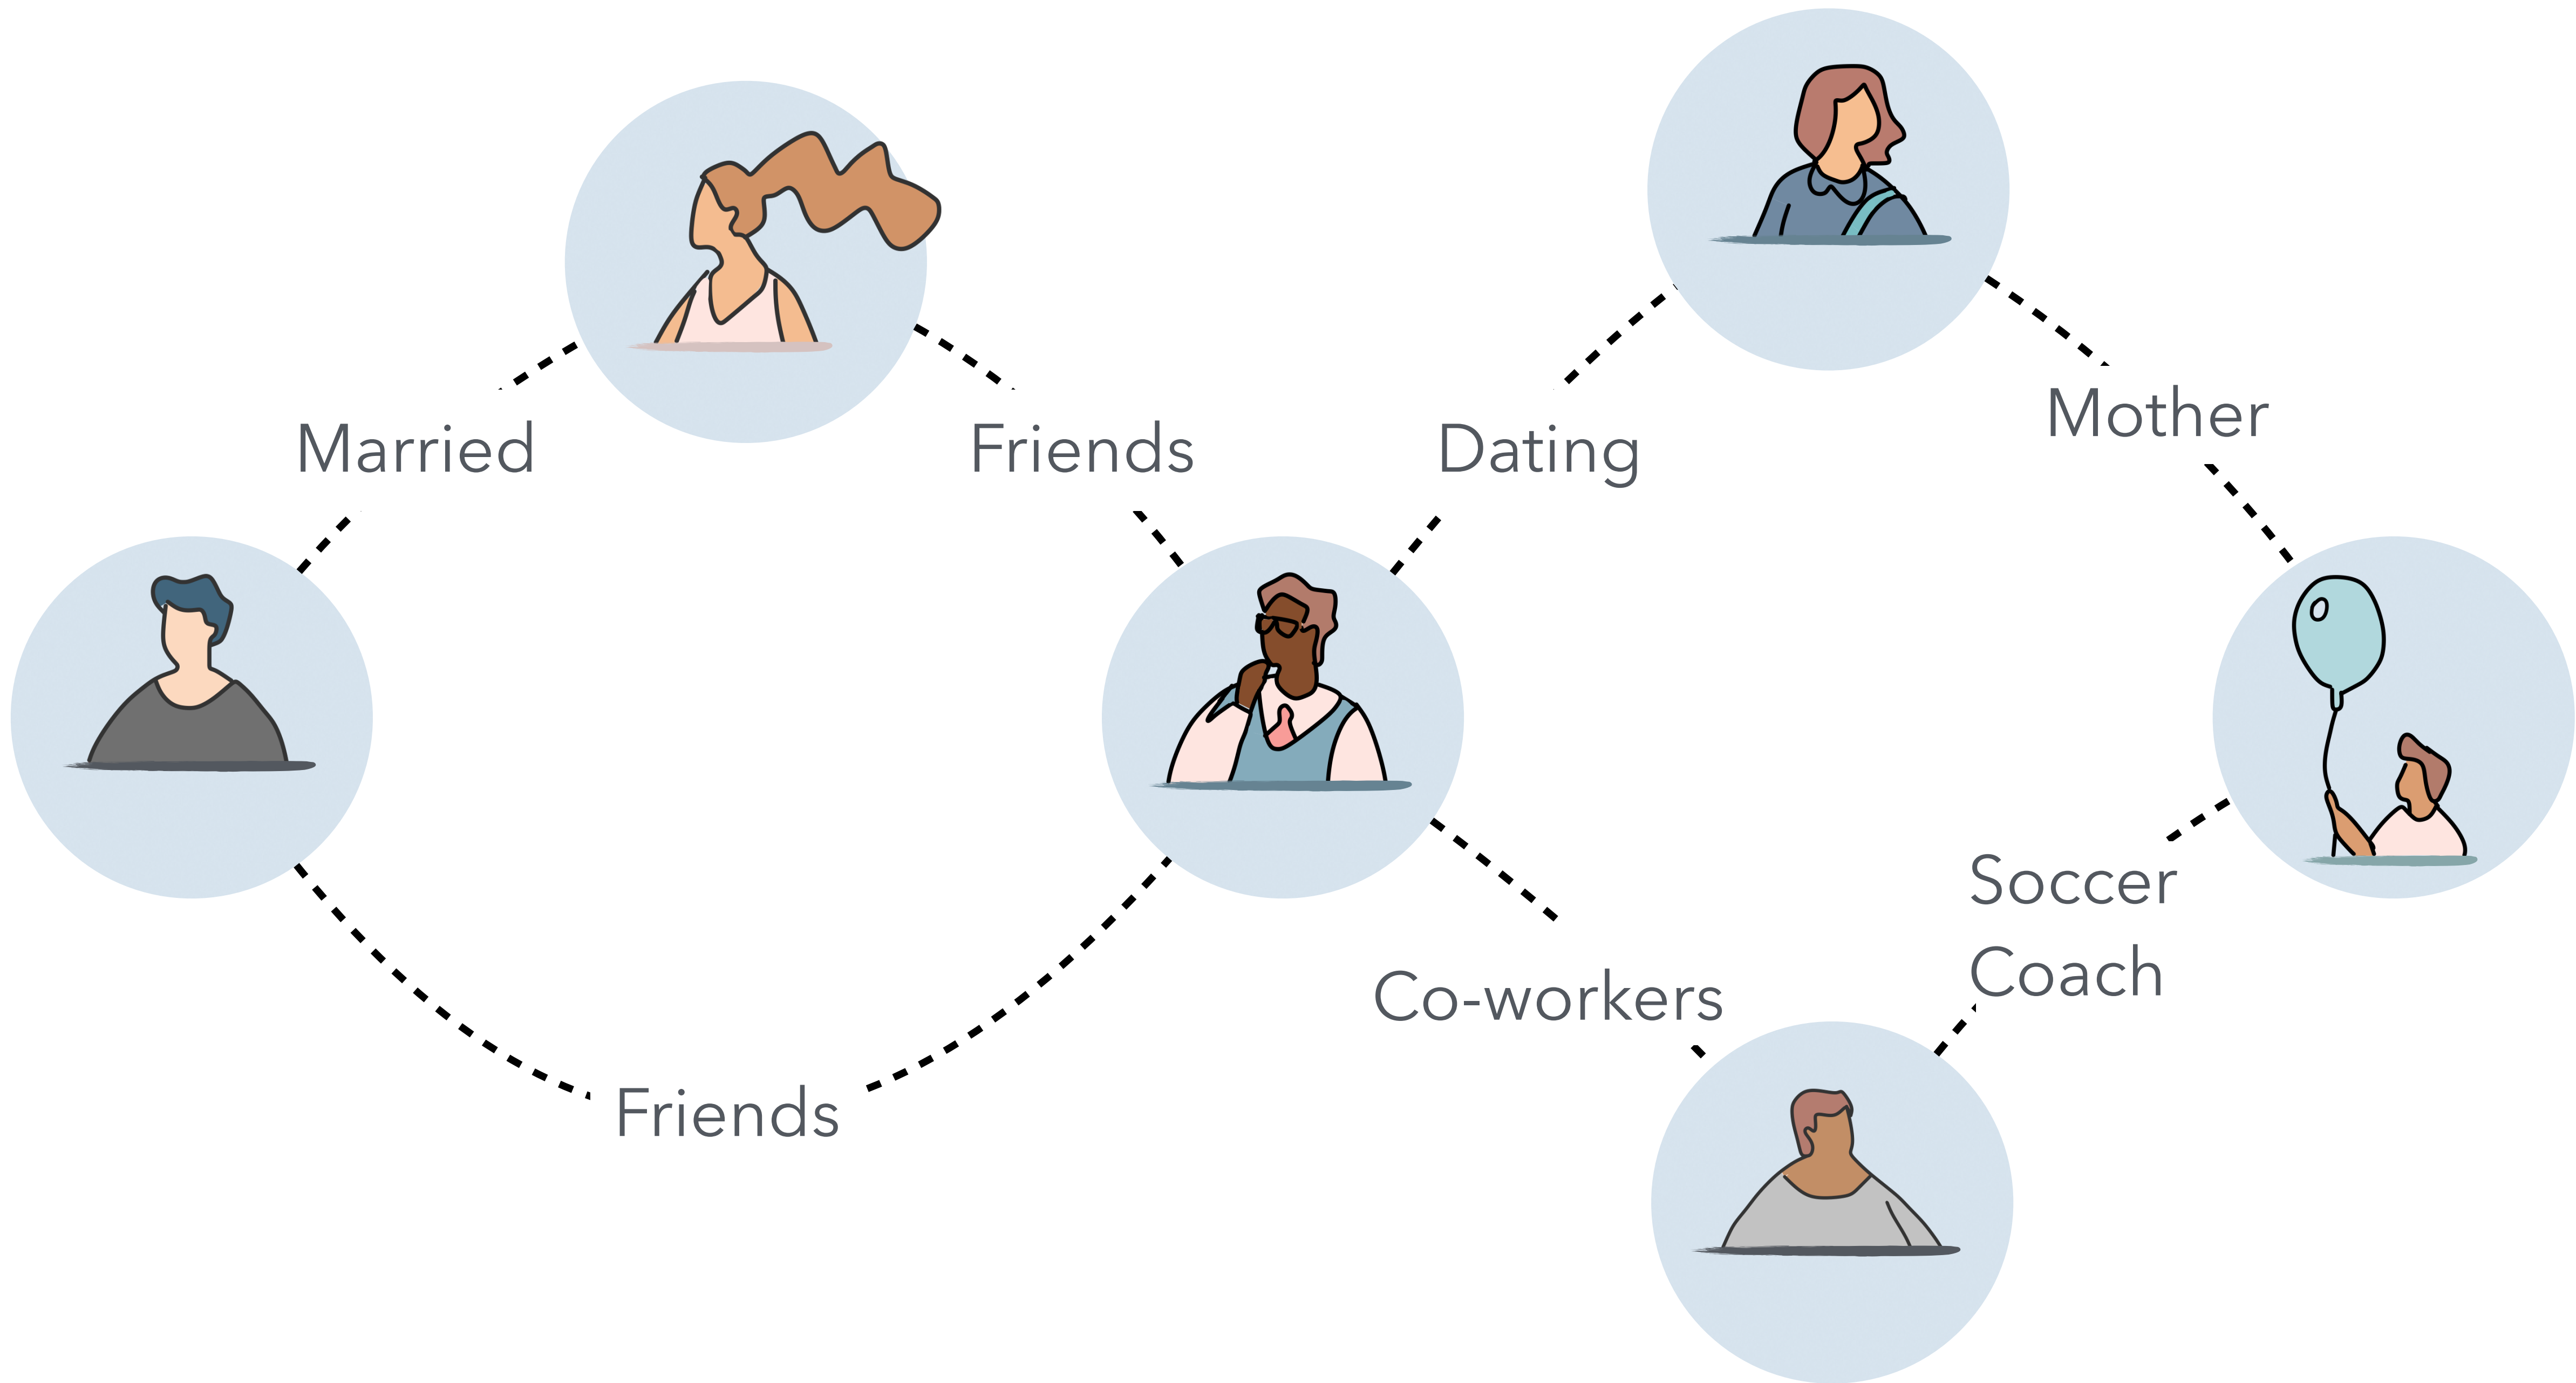 Married
Friends
Dating
Mother
Soccer
Coach
Co-workers
Friends